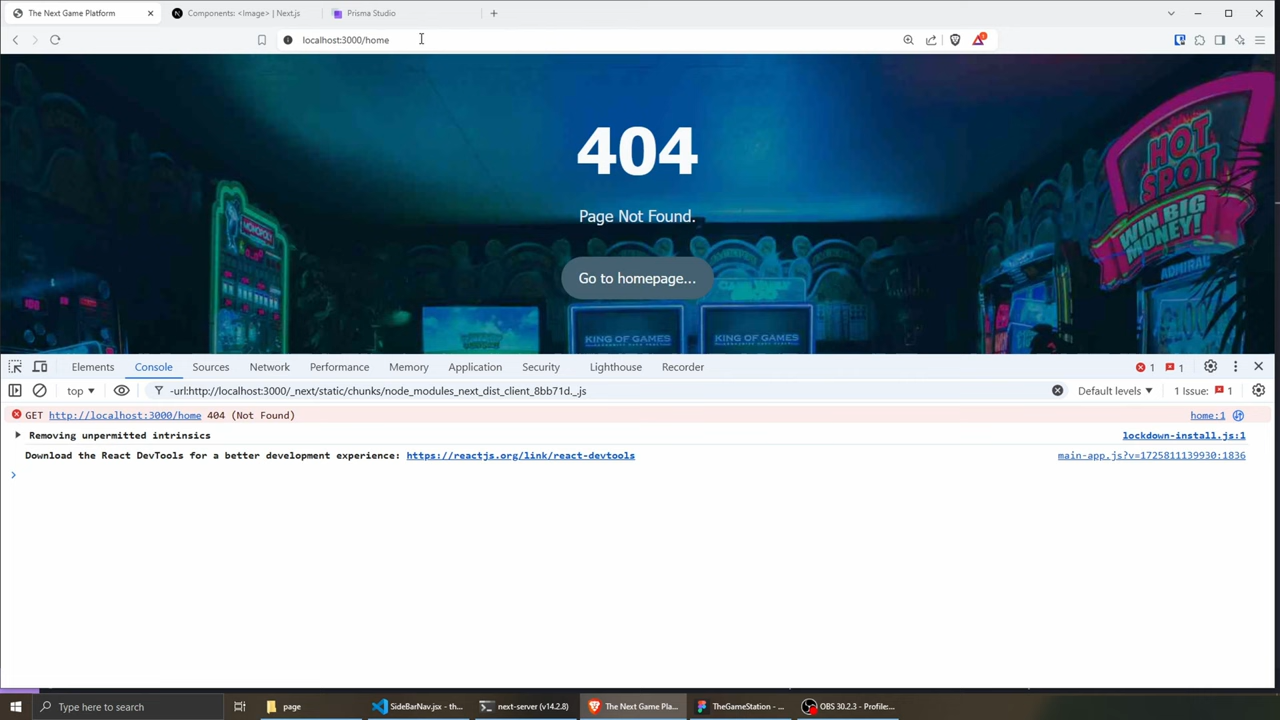 The Next Game Platform
Components: <Image> | Next.js
Prisma Studio
localhost:3000/home
1
404
Page Not Found.
Go to homepage...
MONOPOLY
HOT
SPOT
WIN BIG
MONEY!
ADMIRAL
KING OF GAMES
KING OF GAMES
Elements
Console
Sources
Network
Performance
Memory
Application
Security
Lighthouse
Recorder
1
1
top
-url:http://localhost:3000/_next/static/chunks/node_modules_next_dist_client_8bb71d._.js
Default levels
1 Issue:
1
GET http://localhost:3000/home 404 (Not Found)
home:1
Removing unpermitted intrinsics
lockdown-install.js:1
Download the React DevTools for a better development experience: https://reactjs.org/link/react-devtools
main-app.js?v=1725811139930:1836
Type here to search
page
SideBarNav.jsx - th...
next-server (v14.2.8)
The Next Game Pla...
TheGameStation - ...
OBS 30.2.3 - Profile:...